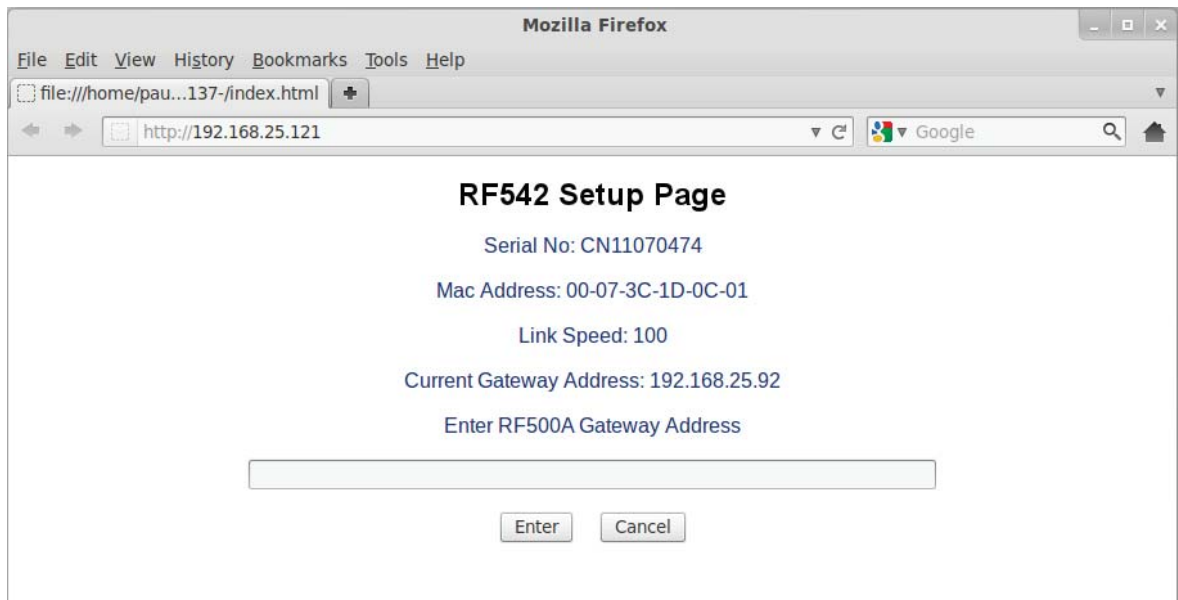 Mozilla Firefox
File Edit View History Bookmarks Tools Help
file:///home/pau...137-/index.html
http://192.168.25.121
Google
RF542 Setup Page
Serial No: CN11070474
Mac Address: 00-07-3C-1D-0C-01
Link Speed: 100
Current Gateway Address: 192.168.25.92
Enter RF500A Gateway Address
Enter Cancel